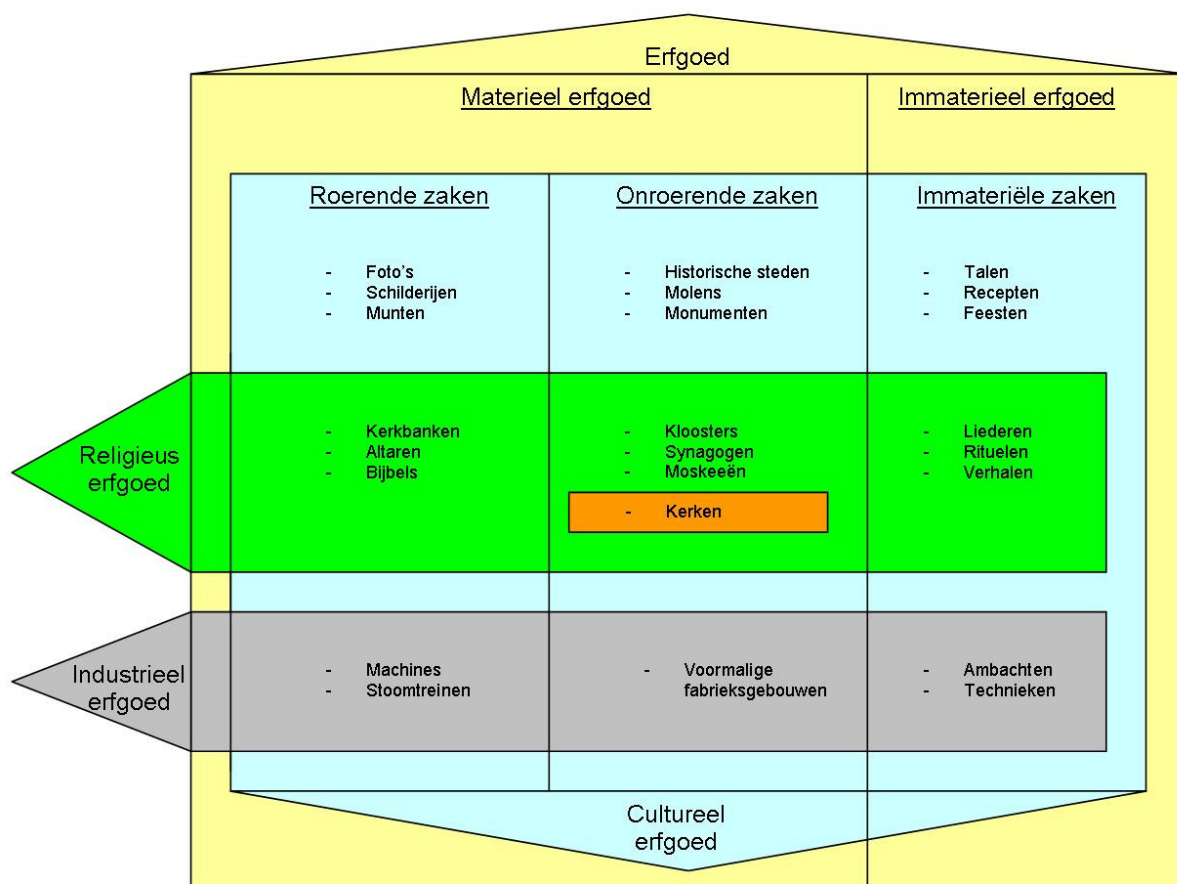 Erfgoed
Materieel erfgoed
Immaterieel erfgoed
Roerende zaken
Onroerende zaken
Immateriële zaken
- Foto's
- Schilderijen
- Munten
- Historische steden
- Molens
- Monumenten
- Talen
- Recepten
- Feesten
Religieus
erfgoed
- Kerkbanken
- Altaren
- Bijbels
- Kloosters
- Synagogen
- Moskeeën
- Kerken
- Liederen
- Rituelen
- Verhalen
Industrieel
erfgoed
- Machines
- Stoomtreinen
- Voormalige
fabrieksgebouwen
- Ambachten
- Technieken
Cultureel
erfgoed